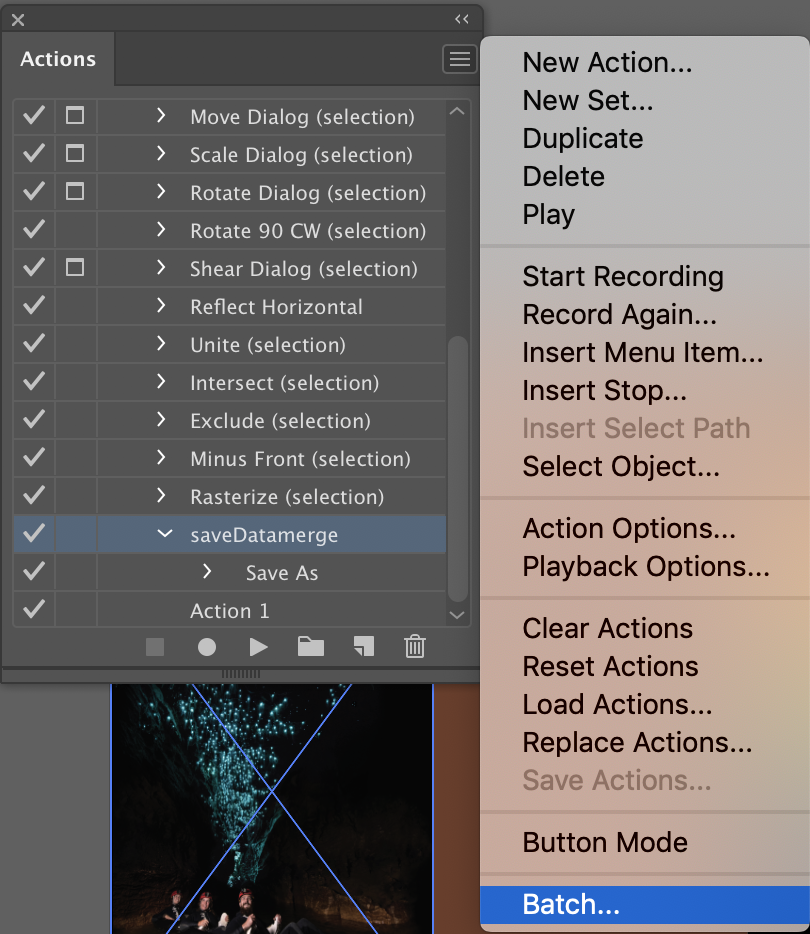 Actions
Move Dialog (selection)
Scale Dialog (selection)
Rotate Dialog (selection)
Rotate 90 CW (selection)
Shear Dialog (selection)
Reflect Horizontal
Unite (selection)
Intersect (selection)
Exclude (selection)
Minus Front (selection)
Rasterize (selection)
saveDatamerge
Save As
Action 1
New Action...
New Set...
Duplicate
Delete
Play
Start Recording
Record Again...
Insert Menu Item...
Insert Stop...
Insert Select Path
Select Object...
Action Options...
Playback Options...
Clear Actions
Reset Actions
Load Actions...
Replace Actions...
Save Actions...
Button Mode
Batch...